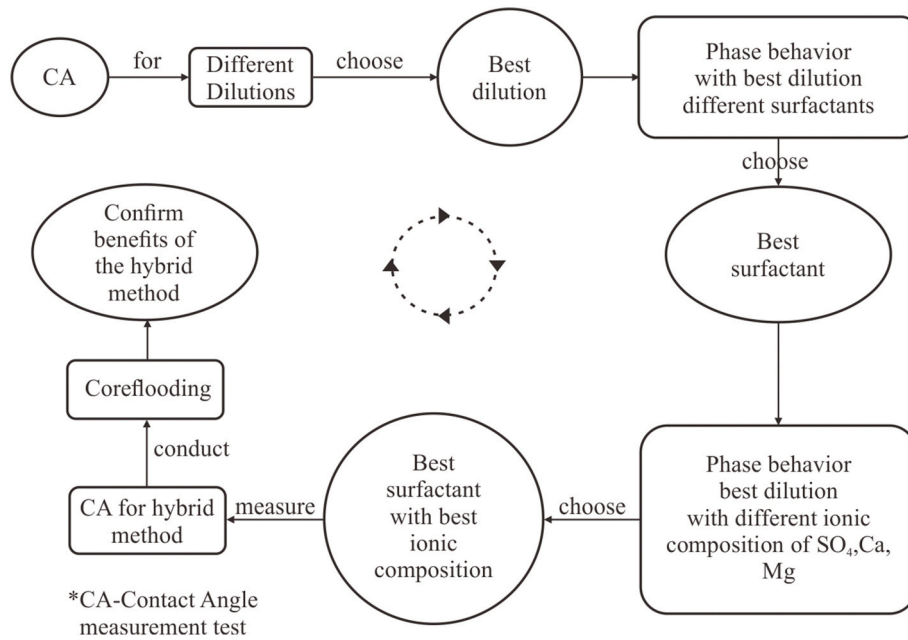 CA
for
Different
Dilutions
choose
Best
dilution
Phase behavior
with best dilution
different surfactants
choose
Best
surfactant
Phase behavior
best dilution
with different ionic
composition of SO₄,Ca,
Mg
choose
Best
surfactant
with best
ionic
composition
measure
CA for hybrid
method
conduct
Coreflooding
Confirm
benefits of
the hybrid
method
*CA-Contact Angle
measurement test